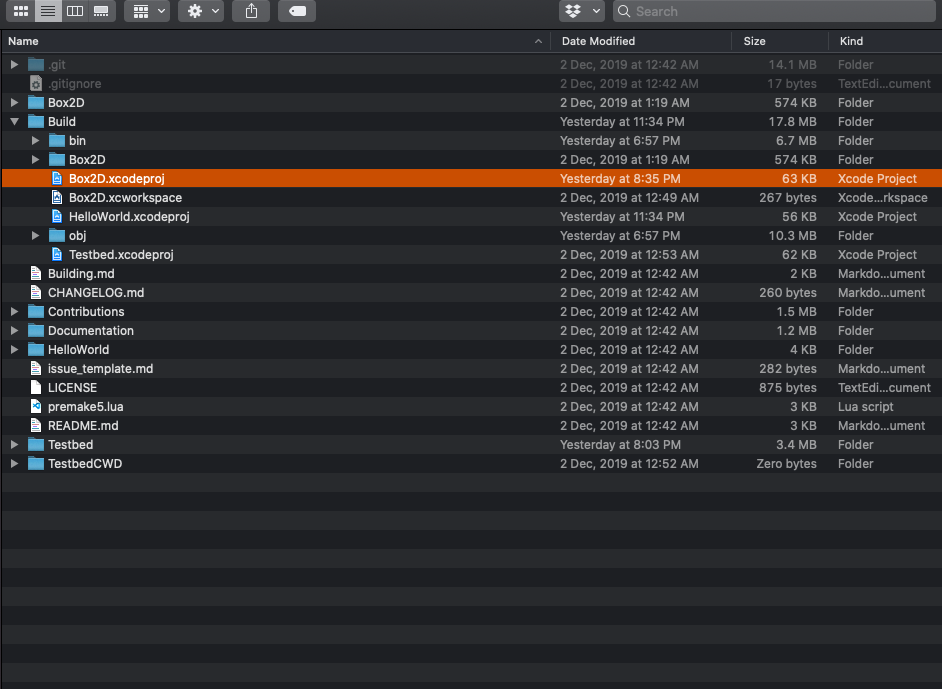 Search
Name Date Modified Size Kind
.git 2 Dec, 2019 at 12:42 AM 14.1 MB Folder
.gitignore 2 Dec, 2019 at 12:42 AM 17 bytes TextEdi...cument
Box2D 2 Dec, 2019 at 1:19 AM 574 KB Folder
Build Yesterday at 11:34 PM 17.8 MB Folder
bin Yesterday at 6:57 PM 6.7 MB Folder
Box2D 2 Dec, 2019 at 1:19 AM 574 KB Folder
Box2D.xcodeproj Yesterday at 8:35 PM 63 KB Xcode Project
Box2D.xcworkspace 2 Dec, 2019 at 12:49 AM 267 bytes Xcode...rkspace
HelloWorld.xcodeproj Yesterday at 11:34 PM 56 KB Xcode Project
obj Yesterday at 6:57 PM 10.3 MB Folder
Testbed.xcodeproj 2 Dec, 2019 at 12:53 AM 62 KB Xcode Project
Building.md 2 Dec, 2019 at 12:42 AM 2 KB Markdo...ument
CHANGELOG.md 2 Dec, 2019 at 12:42 AM 260 bytes Markdo...ument
Contributions 2 Dec, 2019 at 12:42 AM 1.5 MB Folder
Documentation 2 Dec, 2019 at 12:42 AM 1.2 MB Folder
HelloWorld 2 Dec, 2019 at 12:42 AM 4 KB Folder
issue_template.md 2 Dec, 2019 at 12:42 AM 282 bytes Markdo...ument
LICENSE 2 Dec, 2019 at 12:42 AM 875 bytes TextEdi...cument
premake5.lua 2 Dec, 2019 at 12:42 AM 3 KB Lua script
README.md 2 Dec, 2019 at 12:42 AM 3 KB Markdo...ument
Testbed Yesterday at 8:03 PM 3.4 MB Folder
TestbedCWD 2 Dec, 2019 at 12:52 AM Zero bytes Folder